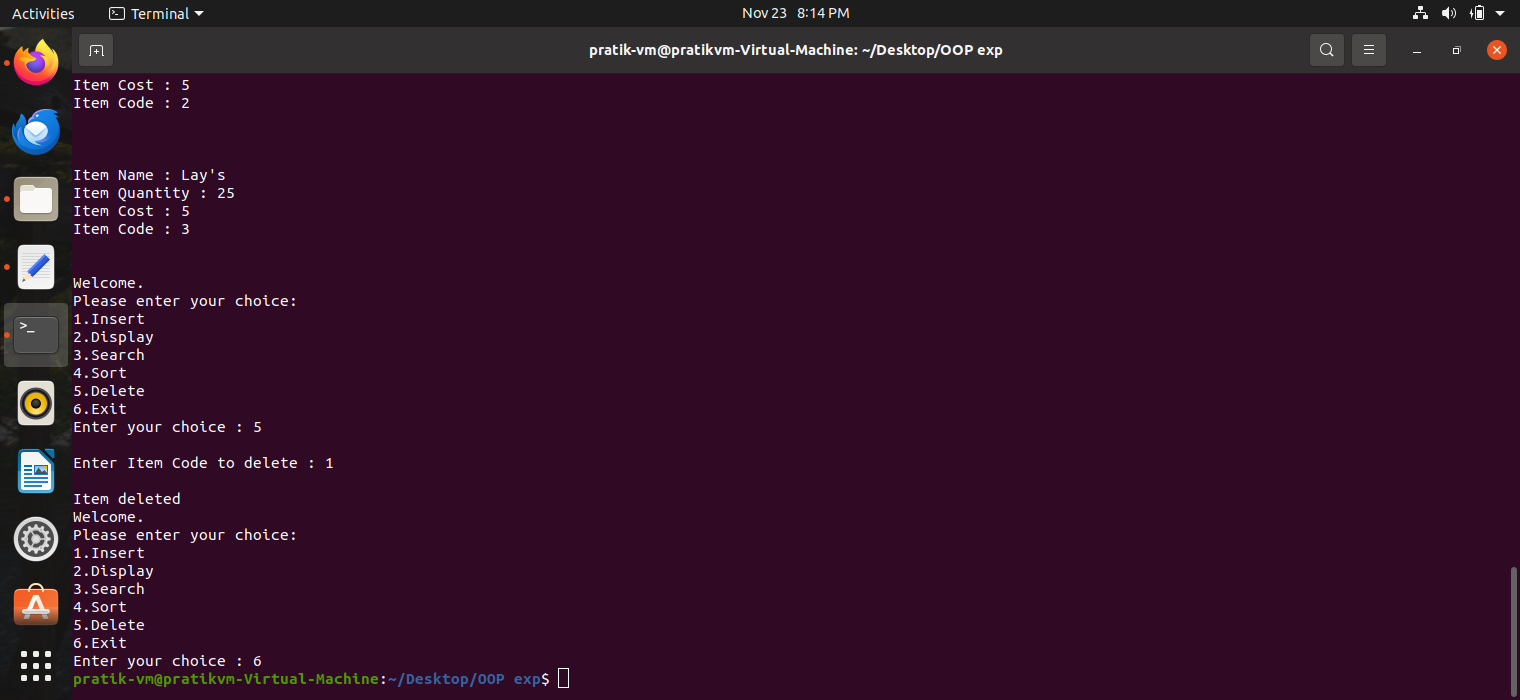 Activities Terminal Nov 23 8:14 PM
pratik-vm@pratikvm-Virtual-Machine: ~/Desktop/OOP exp
Item Cost : 5
Item Code : 2
Item Name : Lay's
Item Quantity : 25
Item Cost : 5
Item Code : 3
Welcome.
Please enter your choice:
1.Insert
2.Display
3.Search
4.Sort
5.Delete
6.Exit
Enter your choice : 5
Enter Item Code to delete : 1
Item deleted
Welcome.
Please enter your choice:
1.Insert
2.Display
3.Search
4.Sort
5.Delete
6.Exit
Enter your choice : 6
pratik-vm@pratikvm-Virtual-Machine:~/Desktop/OOP exp$